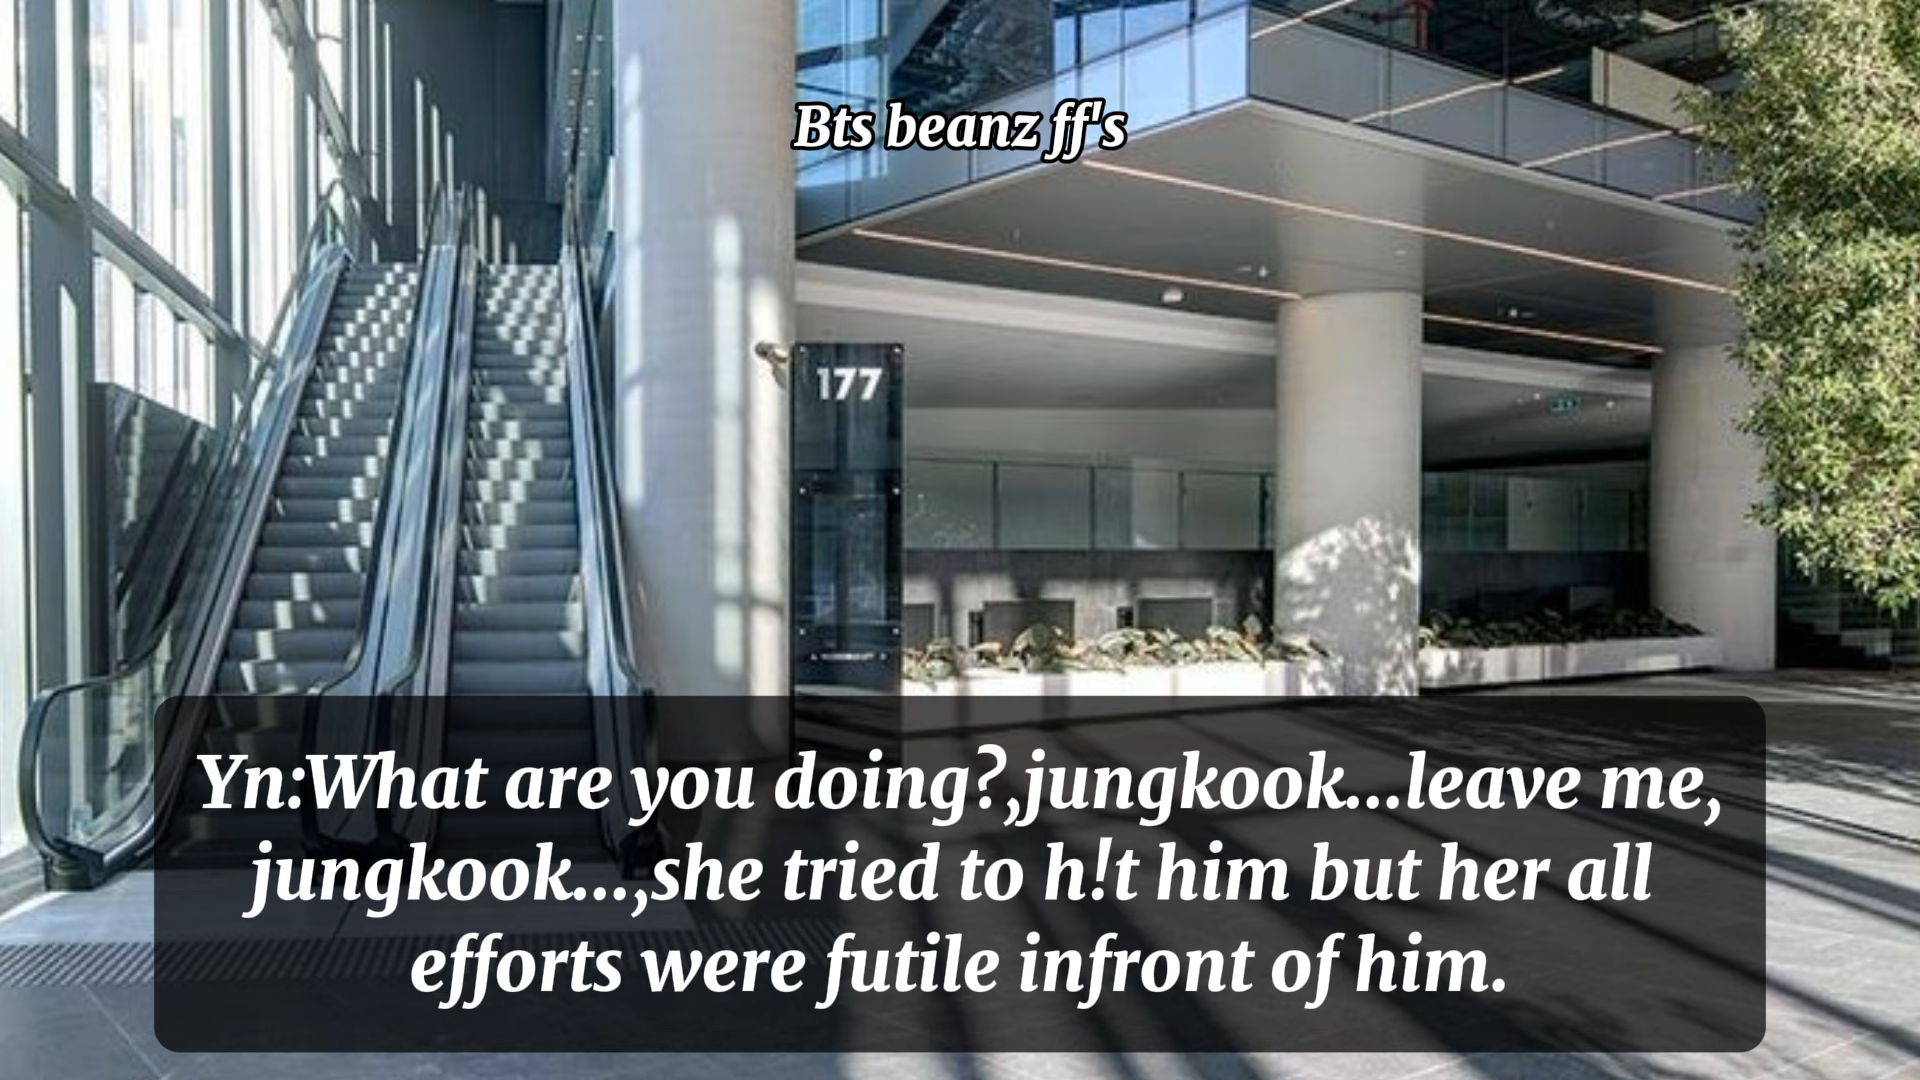 Bts beanz ff's
177
Yn:What are you doing?,jungkook...leave me,
jungkook...,she tried to h!t him but her all
efforts were futile infront of him.